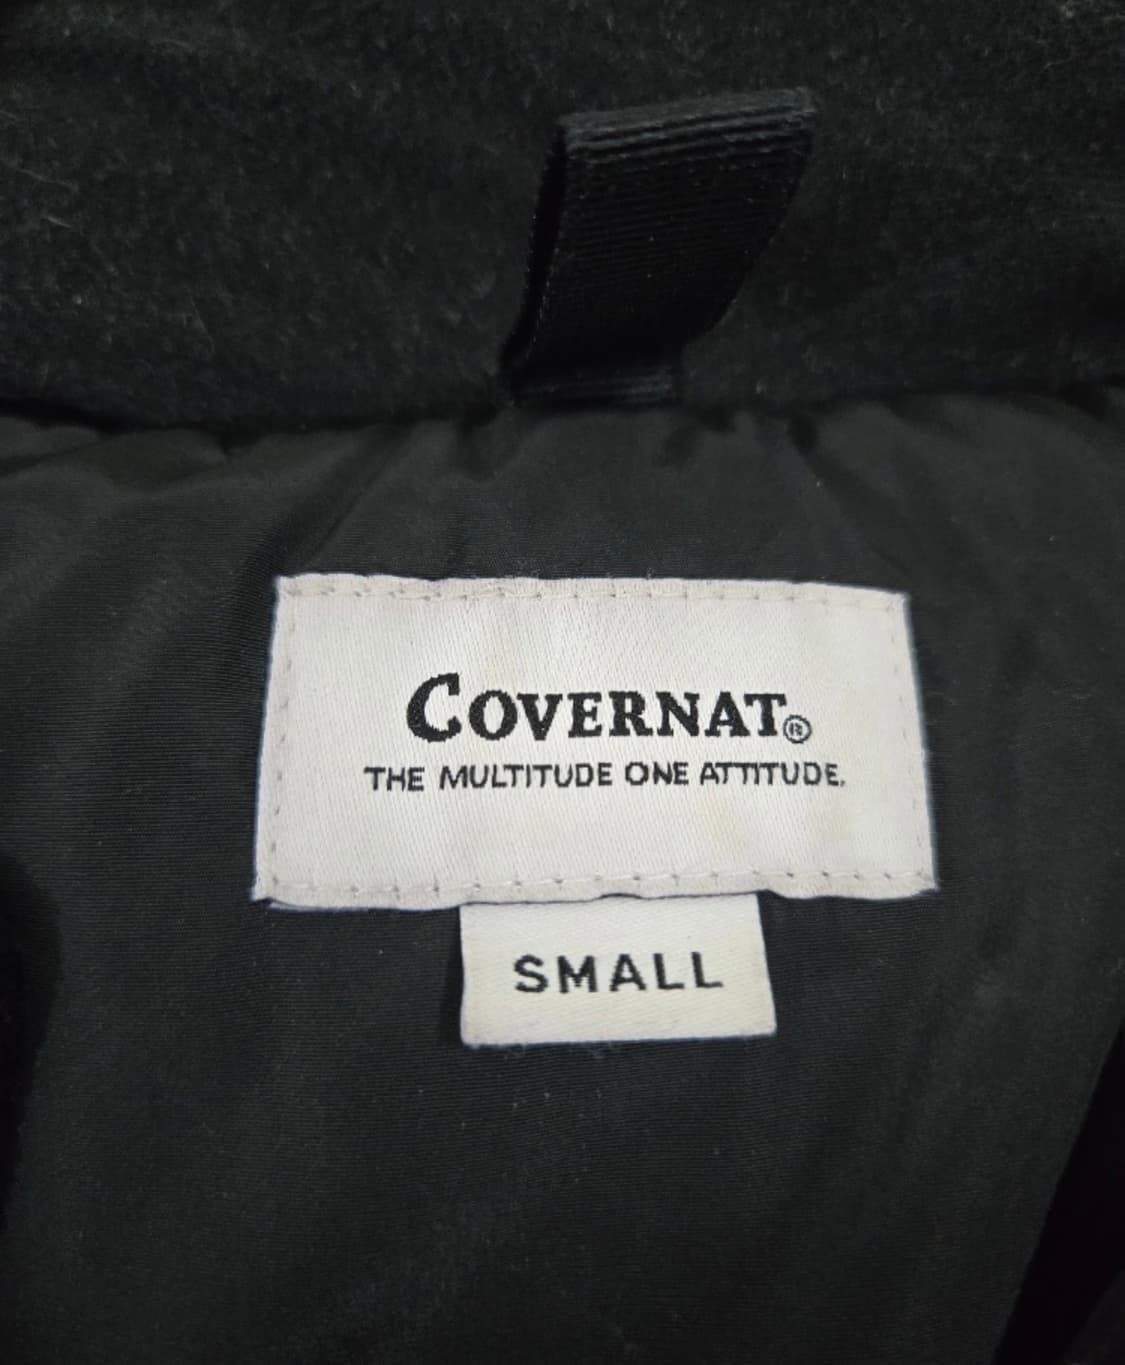 COVERNAT®
THE MULTITUDE ONE ATTITUDE.
SMALL